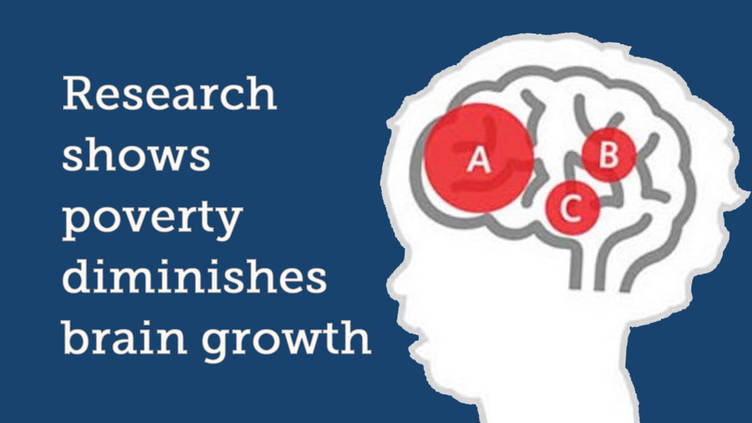 Research
shows
poverty
diminishes
brain growth
A
B
C